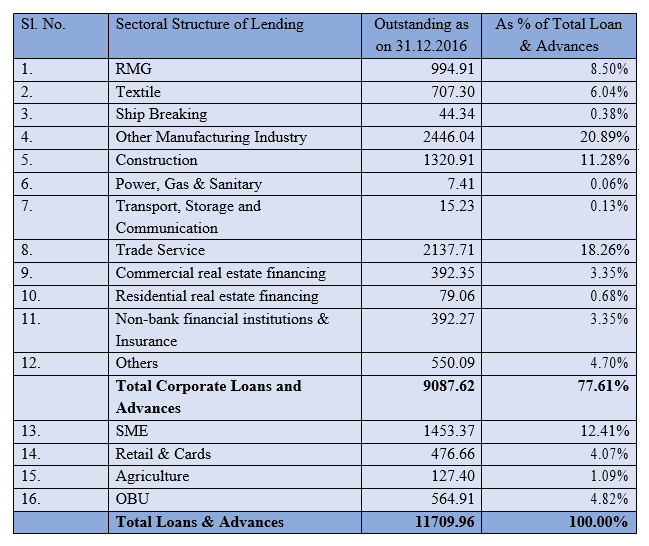 Sl. No. Sectoral Structure of Lending Outstanding as As % of Total Loan
on 31.12.2016 & Advances
1. RMG 994.91 8.50%
2. Textile 707.30 6.04%
3. Ship Breaking 44.34 0.38%
4. Other Manufacturing Industry 2446.04 20.89%
5. Construction 1320.91 11.28%
6. Power, Gas & Sanitary 7.41 0.06%
7. Transport, Storage and 15.23 0.13%
Communication
8. Trade Service 2137.71 18.26%
9. Commercial real estate financing 392.35 3.35%
10. Residential real estate financing 79.06 0.68%
11. Non-bank financial institutions & 392.27 3.35%
Insurance
12. Others 550.09 4.70%
Total Corporate Loans and 9087.62 77.61%
Advances
13. SME 1453.37 12.41%
14. Retail & Cards 476.66 4.07%
15. Agriculture 127.40 1.09%
16. OBU 564.91 4.82%
Total Loans & Advances 11709.96 100.00%